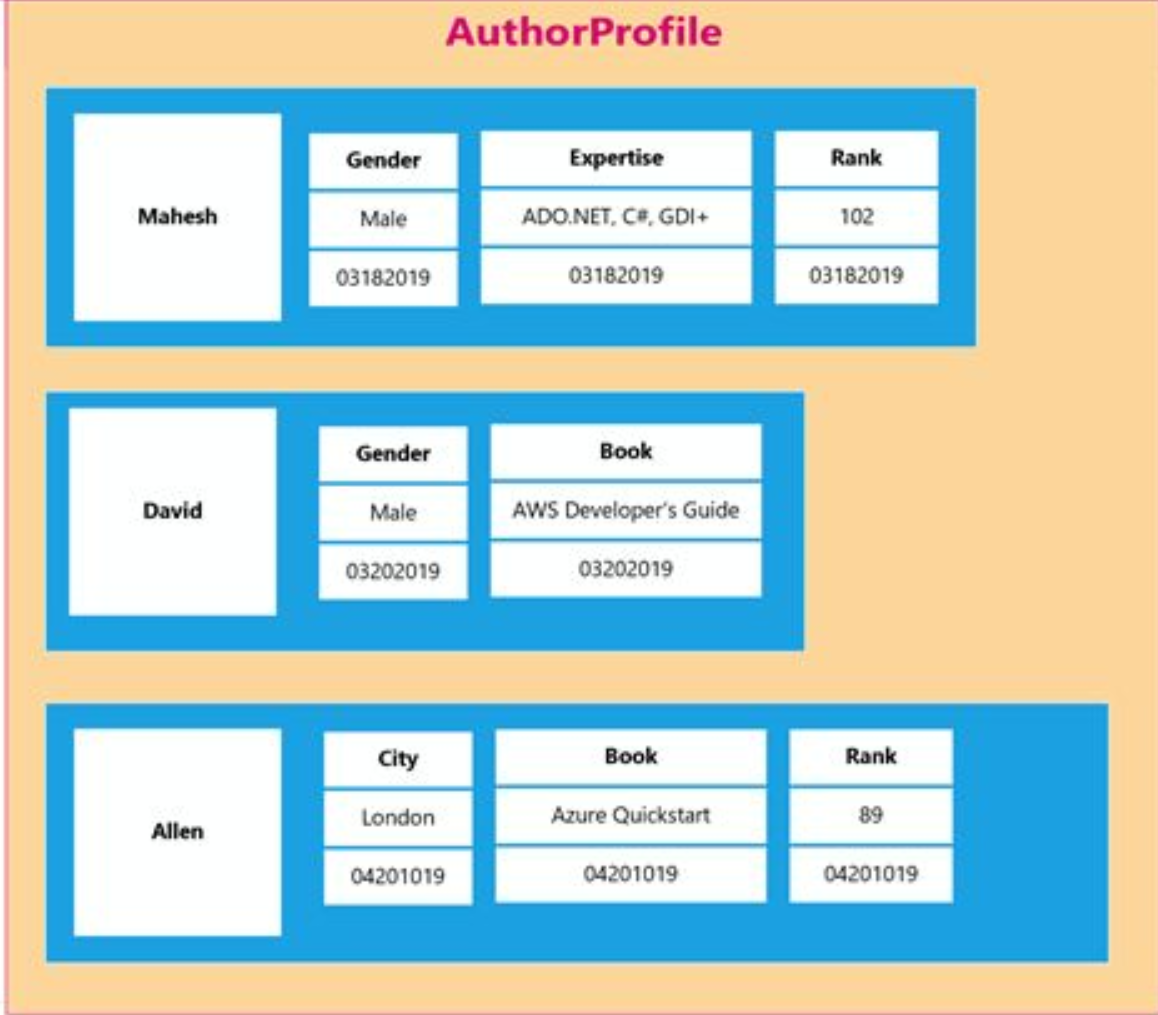 AuthorProfile
Mahesh
Gender Expertise Rank
Male ADO.NET, C#, GDI+ 102
03182019 03182019 03182019
David
Gender Book
Male AWS Developer's Guide
03202019 03202019
Allen
City Book Rank
London Azure Quickstart 89
04201019 04201019 04201019